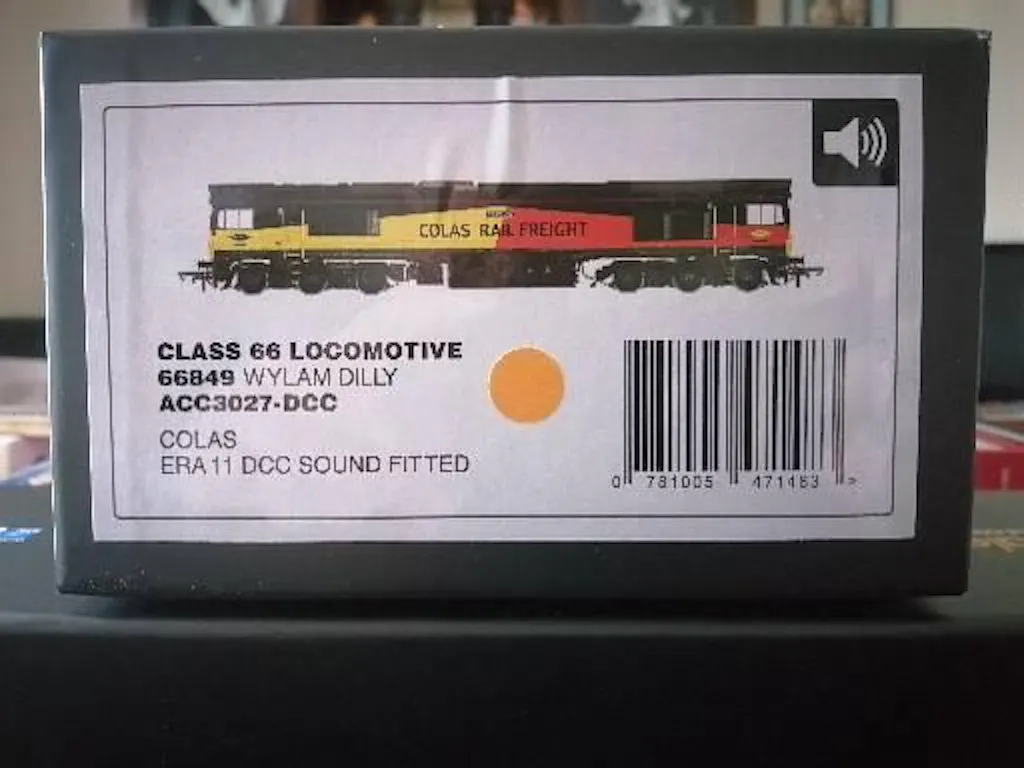 COLAS RAIL FREIGHT
CLASS 66 LOCOMOTIVE
66849 WYLAM DILLY
ACC3027-DCC
COLAS
ERA 11 DCC SOUND FITTED
0 781005 471463 >